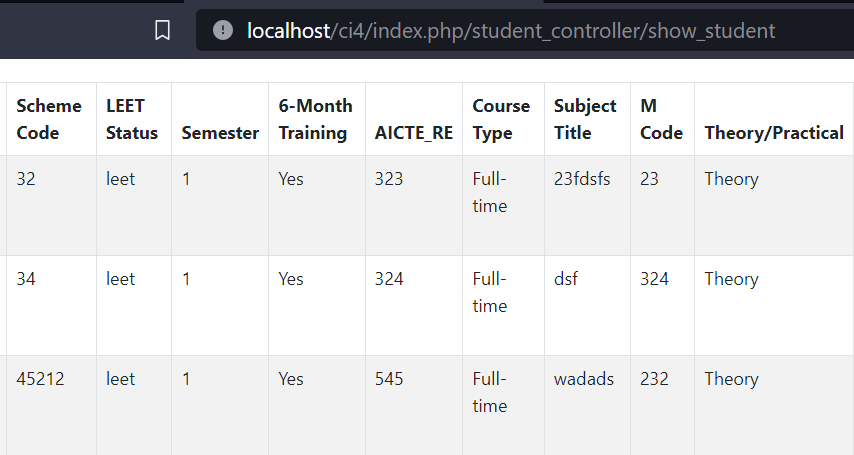 localhost/ci4/index.php/student_controller/show_student
Scheme Code LEET Status Semester 6-Month Training AICTE_RE Course Type Subject Title M Code Theory/Practical
32 leet 1 Yes 323 Full-time 23fdsfs 23 Theory
34 leet 1 Yes 324 Full-time dsf 324 Theory
45212 leet 1 Yes 545 Full-time wadads 232 Theory